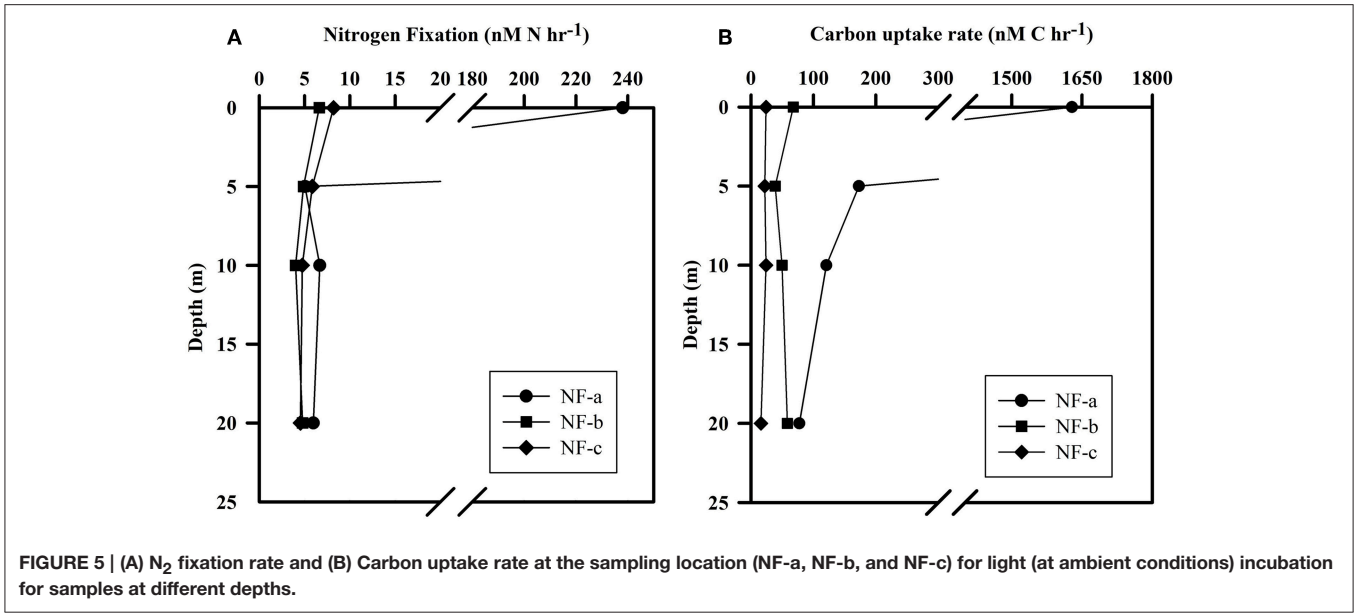 A Nitrogen Fixation (nM N hr-1)
0 5 10 15 20 180 200 220 240
0
5
10
15
20
25
Depth (m)
NF-a
NF-b
NF-c
B Carbon uptake rate (nM C hr-1)
0 100 200 300 1500 1650 1800
0
5
10
15
20
25
Depth (m)
NF-a
NF-b
NF-c
FIGURE 5 | (A) N2 fixation rate and (B) Carbon uptake rate at the sampling location (NF-a, NF-b, and NF-c) for light (at ambient conditions) incubation
for samples at different depths.